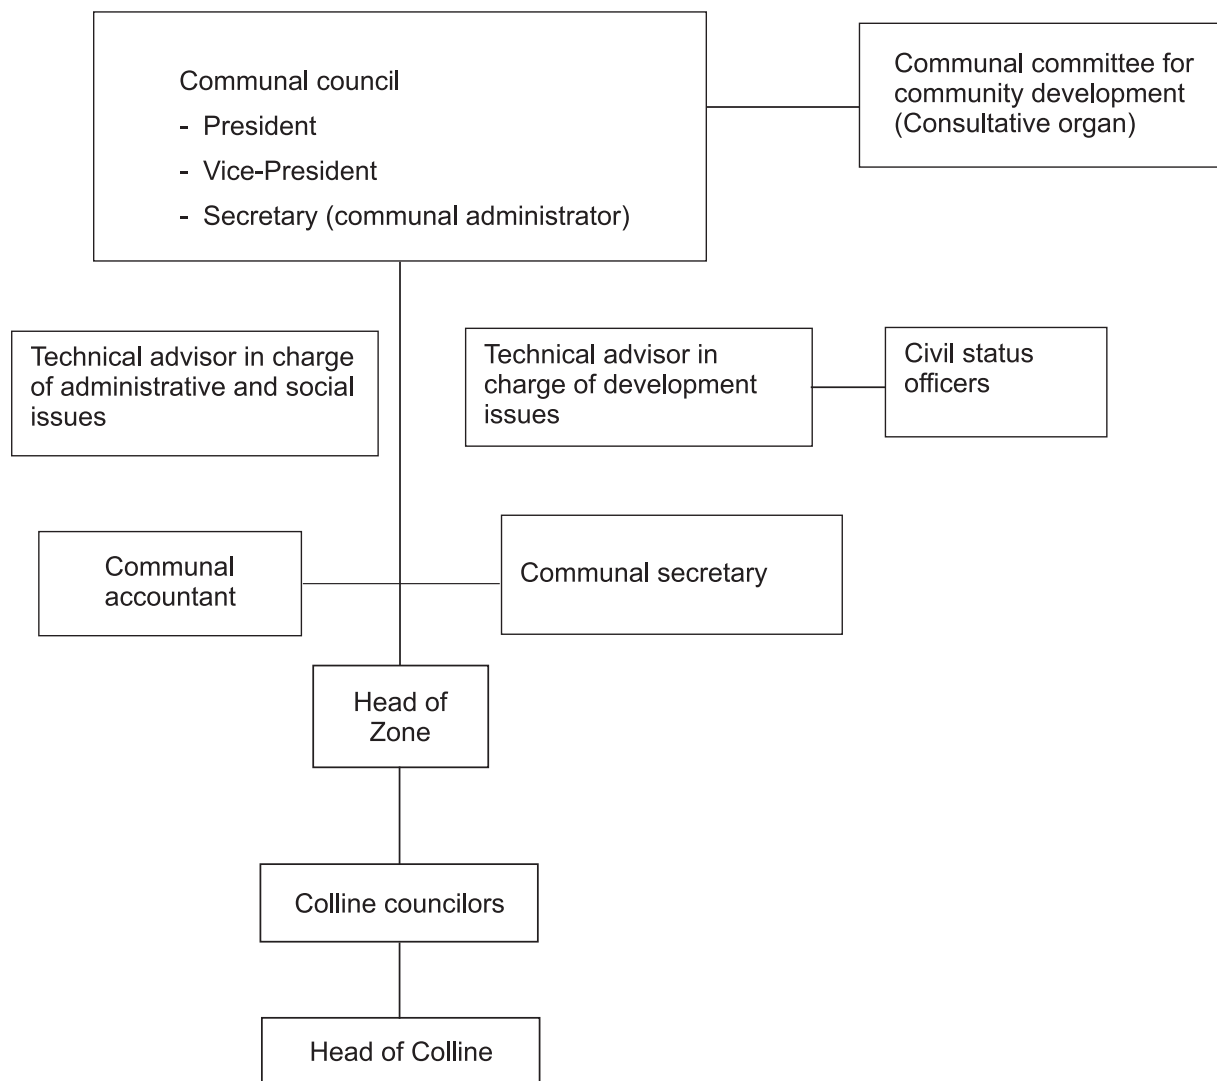 Communal council
- President
- Vice-President
- Secretary (communal administrator)
Communal committee for
community development
(Consultative organ)
Technical advisor in charge
of administrative and social
issues
Technical advisor in
charge of development
issues
Civil status
officers
Communal
accountant
Communal secretary
Head of
Zone
Colline councilors
Head of Colline